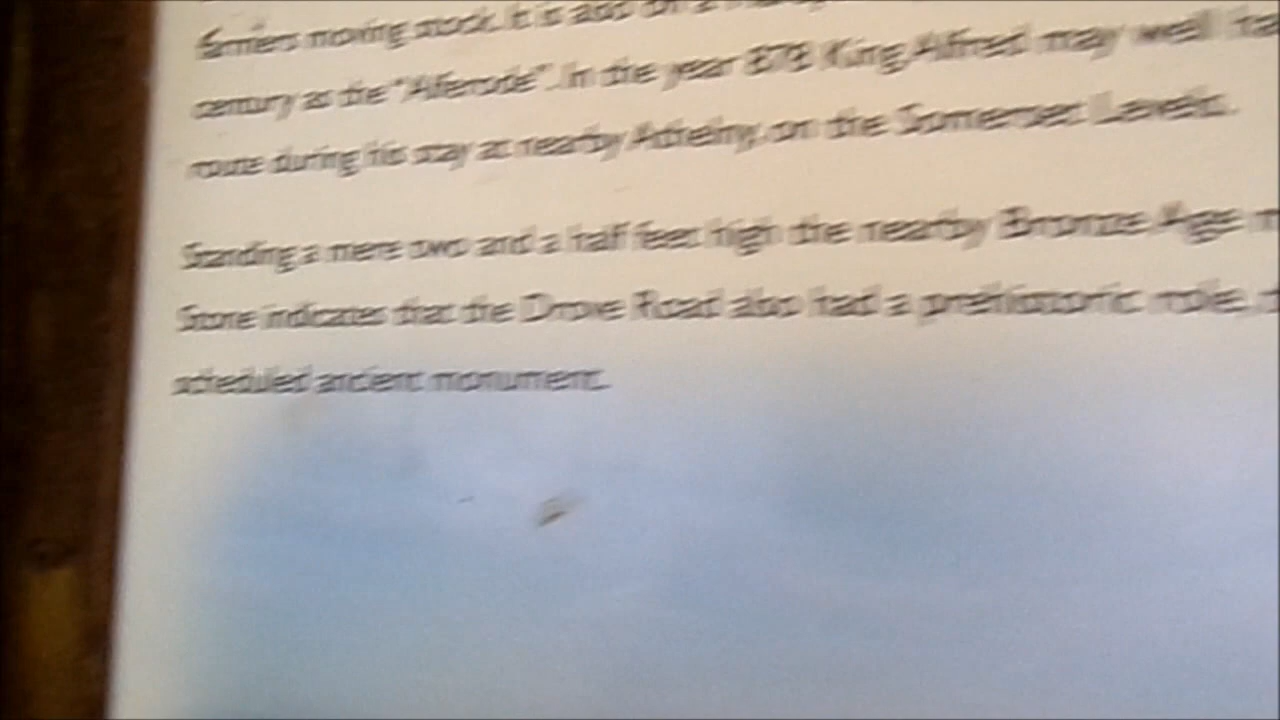 farmers moving stock. It is also on a
century as the "Alferode". In the year 878 King Alfred may well
route during his stay at nearby Athelny, on the Somerset Levels.
Standing a mere two and a half feet high the nearby Bronze Age
Stone indicates that the Drove Road also had a prehistoric role,
scheduled ancient monument.